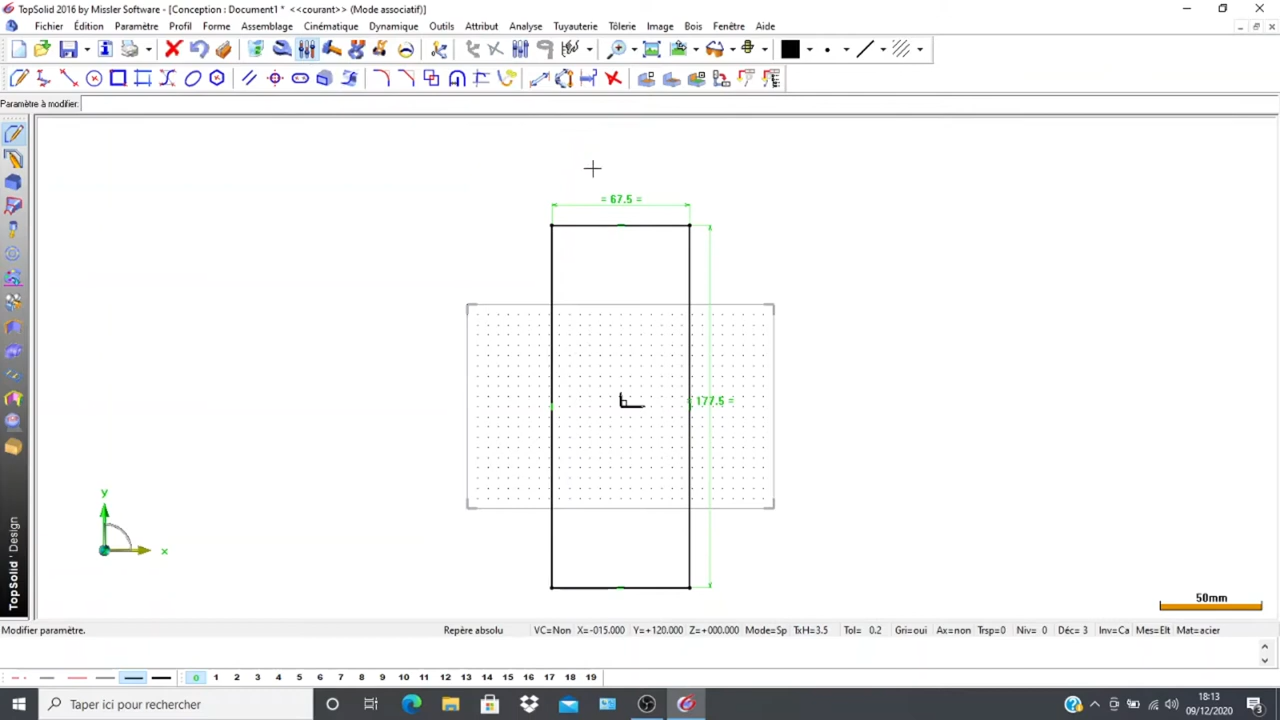 TopSolid 2016 by Missler Software - [Conception : Document1 * <<courant>> (Mode associatif)]
Fichier Édition Paramètre Profil Forme Assemblage Cinématique Dynamique Outils Attribut Analyse Tuyauterie Tôlerie Image Bois Fenêtre Aide
Paramètre à modifier:
= 67.5 =
177.5 =
y
x
TopSolid 'Design
50mm
Modifier paramètre. Repère absolu VC=Non X=-015.000 Y=+120.000 Z=+000.000 Mode=Sp TxH=3.5 Tol= 0.2 Gri=oui Ax=non Trsp=0 Niv= 0 Déc= 3 Inv=Ca Mes=Elt Mat=acier
0 1 2 3 4 5 6 7 8 9 10 11 12 13 14 15 16 17 18 19
Taper ici pour rechercher
18:13
09/12/2020
3